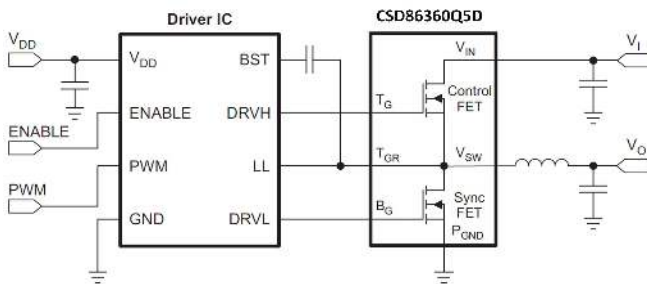 Driver IC
CSD86360Q5D
VDD
VDD
BST
VIN
VI
ENABLE
ENABLE
DRVH
TG
Control
FET
PWM
PWM
LL
TGR
VSW
VO
GND
DRVL
BG
Sync
FET
PGND